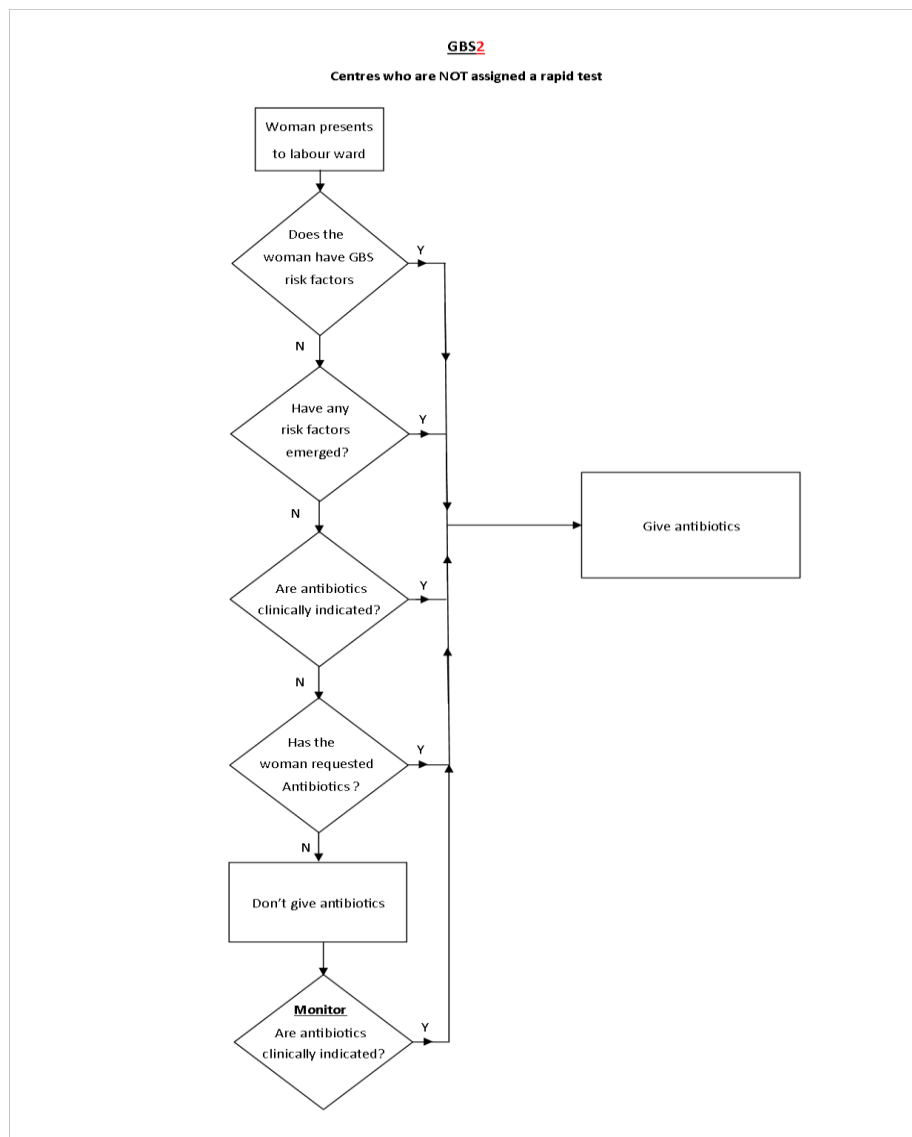 GBS2
Centres who are NOT assigned a rapid test
Woman presents
to labour ward
Does the
woman have GBS
risk factors
Y
N
Have any
risk factors
emerged?
Y
N
Are antibiotics
clinically indicated?
Y
N
Has the
woman requested
Antibiotics ?
Y
N
Don't give antibiotics
Monitor
Are antibiotics
clinically indicated?
Y
Give antibiotics